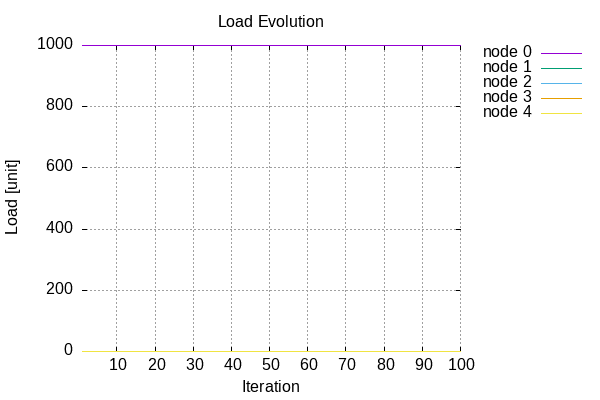 Load Evolution
1000
800
600
400
200
0
Load [unit]
10 20 30 40 50 60 70 80 90 100
Iteration
node 0
node 1
node 2
node 3
node 4